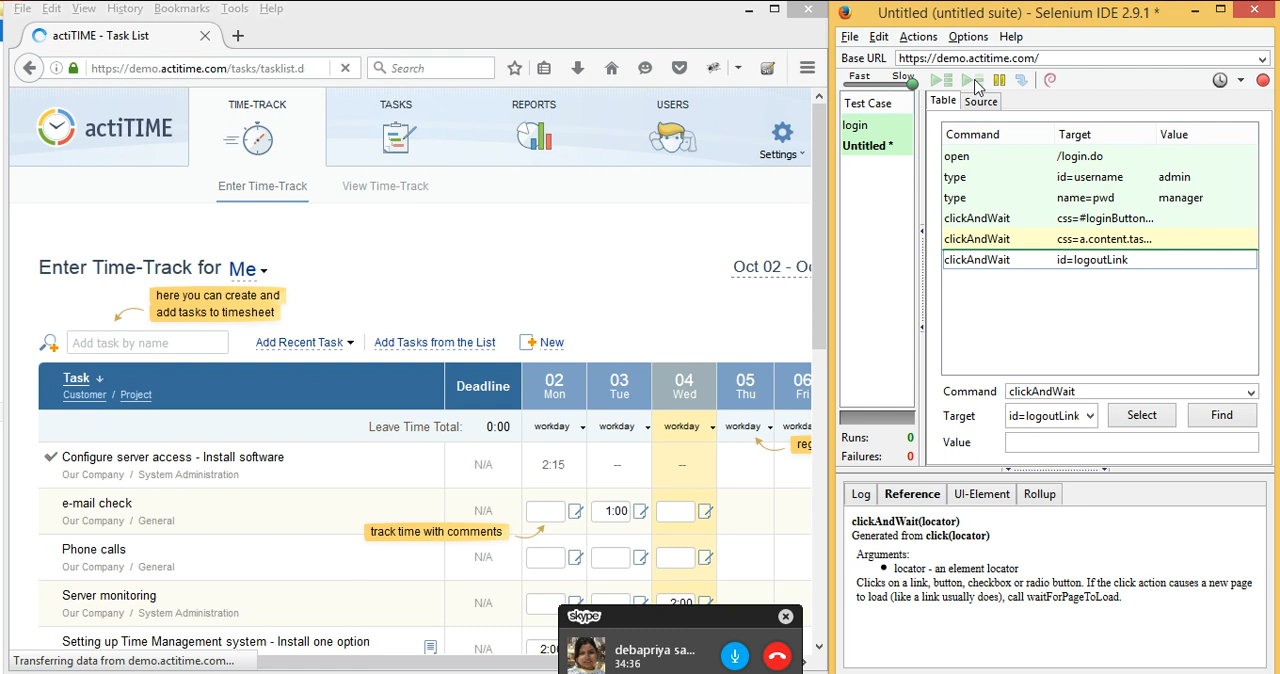 File Edit View History Bookmarks Tools Help
actiTIME - Task List
https://demo.actitime.com/tasks/tasklist.d
Search
actiTIME
TIME-TRACK
TASKS
REPORTS
USERS
Settings
Enter Time-Track
View Time-Track
Enter Time-Track for Me
Oct 02 - Oc
here you can create and
add tasks to timesheet
Add task by name
Add Recent Task
Add Tasks from the List
New
Task
Customer / Project
Deadline
02 Mon
03 Tue
04 Wed
05 Thu
06 Fri
Leave Time Total: 0:00 workday workday workday workday workda
reg
Configure server access - Install software N/A 2:15 -- --
Our Company / System Administration
e-mail check N/A 1:00
Our Company / General
track time with comments
Phone calls N/A
Our Company / General
Server monitoring N/A 2:00
Our Company / System Administration
Setting up Time Management system - Install one option N/A 2:00
Transferring data from demo.actitime.com...
skype
debapriya sa...
34:36
Untitled (untitled suite) - Selenium IDE 2.9.1 *
File Edit Actions Options Help
Base URL https://demo.actitime.com/
Fast Slow
Test Case
login
Untitled *
Runs: 0
Failures: 0
Table Source
Command Target Value
open /login.do
type id=username admin
type name=pwd manager
clickAndWait css=#loginButton...
clickAndWait css=a.content.tas...
clickAndWait id=logoutLink
Command clickAndWait
Target id=logoutLink Select Find
Value
Log Reference UI-Element Rollup
clickAndWait(locator)
Generated from click(locator)
Arguments:
locator - an element locator
Clicks on a link, button, checkbox or radio button. If the click action causes a new page
to load (like a link usually does), call waitForPageToLoad.